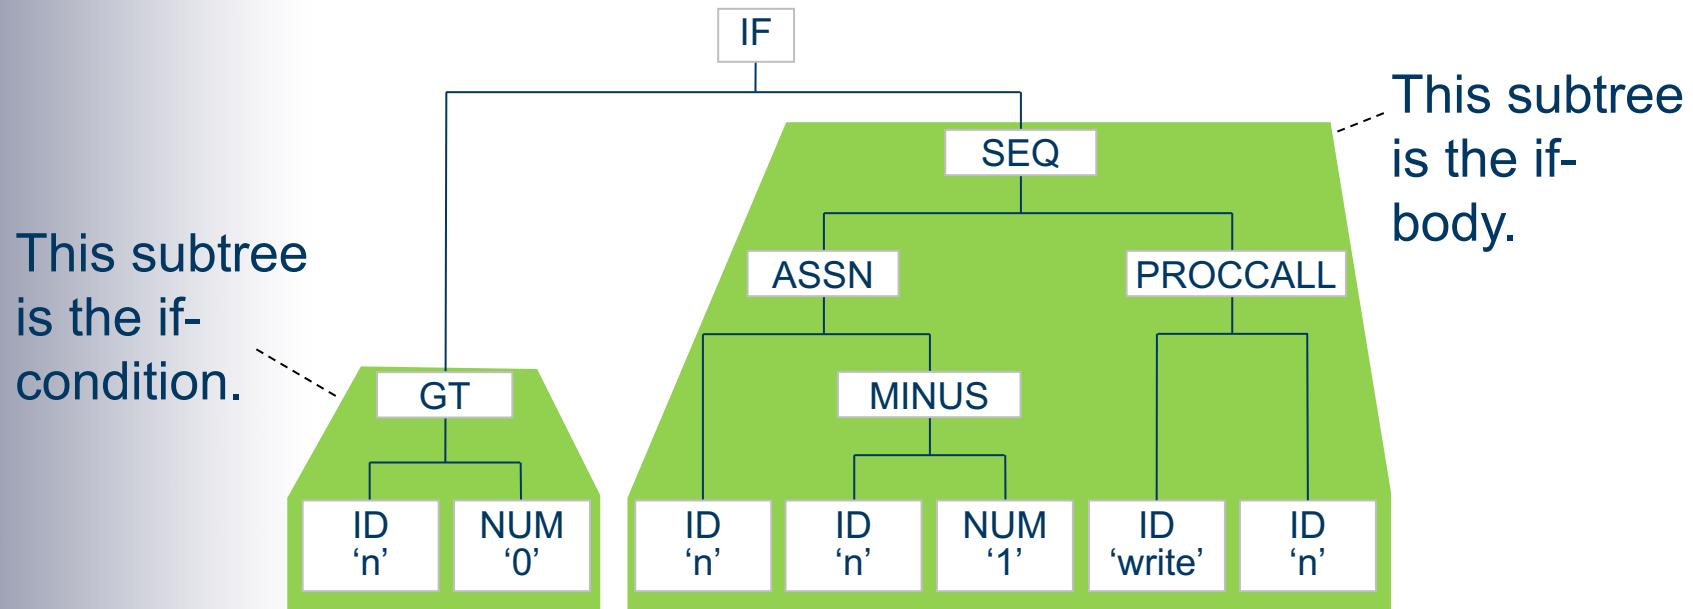 IF
This subtree
is the if-
body.
SEQ
This subtree
is the if-
condition.
ASSN
PROCCALL
GT
MINUS
ID
‘n’
NUM
‘0’
ID
‘n’
ID
‘n’
NUM
‘1’
ID
‘write’
ID
‘n’